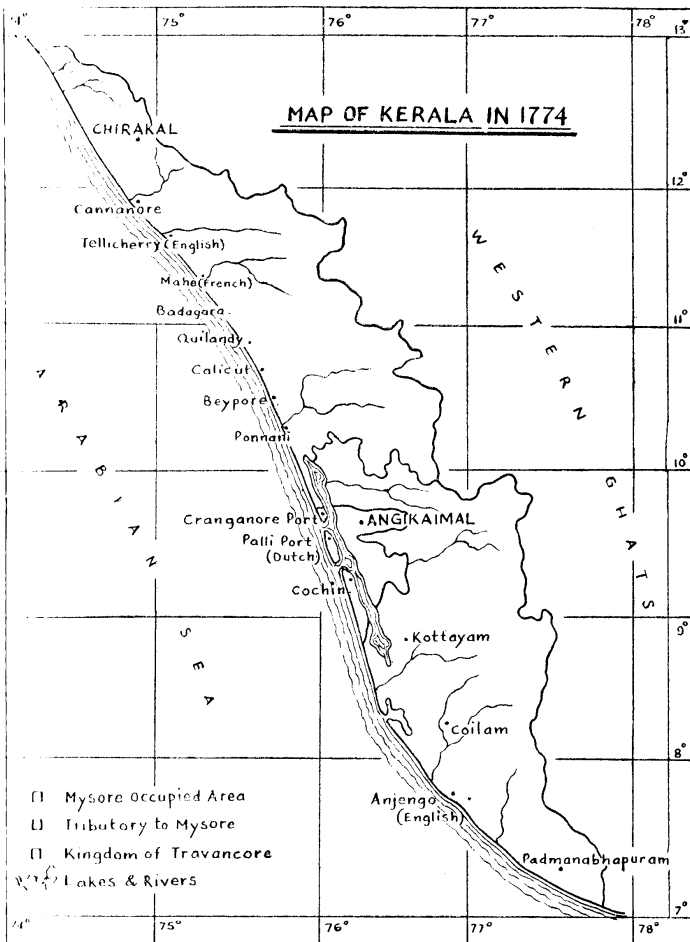 74° 75° 76° 77° 78° 13°
MAP OF KERALA IN 1774
CHIRAKAL
12°
Cannanore
Tellicherry (English)
WESTERN GHATS
Mahe (French)
Badagara
11°
Quilandy
Calicut
Beypore
Ponnani
ARABIAN SEA
10°
Cranganore Port
ANGIKAIMAL
Palli Port
(Dutch)
Cochin
9°
Kottayam
Coilam
8°
Mysore Occupied Area
Anjengo
(English)
Tributory to Mysore
Kingdom of Travancore
Padmanabhapuram
Lakes & Rivers
74° 75° 76° 77° 78° 7°